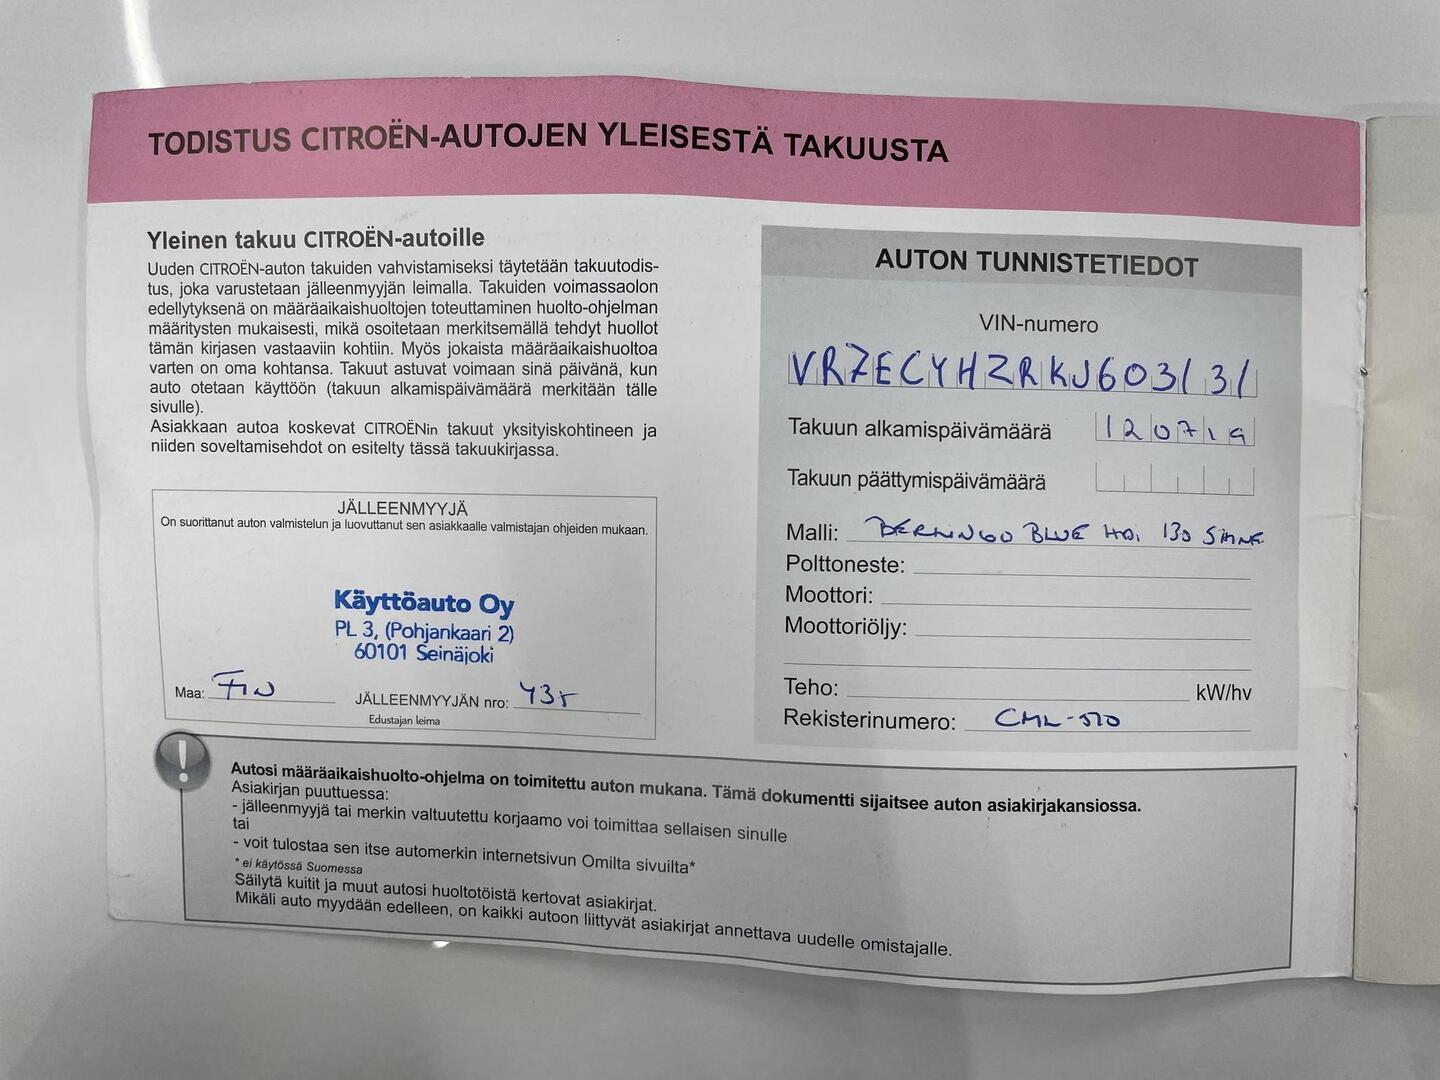 TODISTUS CITROËN-AUTOJEN YLEISESTÄ TAKUUSTA
Yleinen takuu CITROËN-autoille
Uuden CITROËN-auton takuiden vahvistamiseksi täytetään takuutodis-
tus, joka varustetaan jälleenmyyjän leimalla. Takuiden voimassaolon
edellytyksenä on määräaikaishuoltojen toteuttaminen huolto-ohjelman
määritysten mukaisesti, mikä osoitetaan merkitsemällä tehdyt huollot
tämän kirjasen vastaaviin kohtiin. Myös jokaista määräaikaishuoltoa
varten on oma kohtansa. Takuut astuvat voimaan sinä päivänä, kun
auto otetaan käyttöön (takuun alkamispäivämäärä merkitään tälle
sivulle).
Asiakkaan autoa koskevat CITROËNin takuut yksityiskohtineen ja
niiden soveltamisehdot on esitelty tässä takuukirjassa.
JÄLLEENMYYJÄ
On suorittanut auton valmistelun ja luovuttanut sen asiakkaalle valmistajan ohjeiden mukaan.
Käyttöauto Oy
PL 3, (Pohjankaari 2)
60101 Seinäjoki
Maa: FIN JÄLLEENMYYJÄN nro: 435
Edustajan leima
AUTON TUNNISTETIEDOT
VIN-numero
VR7ECYHZRKJ603131
Takuun alkamispäivämäärä 120719
Takuun päättymispäivämäärä
Malli: BERLINGO BLUE HDi 130 SHINE
Polttoneste:
Moottori:
Moottoriöljy:
Teho: kW/hv
Rekisterinumero: CML-570
!
Autosi määräaikaishuolto-ohjelma on toimitettu auton mukana. Tämä dokumentti sijaitsee auton asiakirjakansiossa.
Asiakirjan puuttuessa:
- jälleenmyyjä tai merkin valtuutettu korjaamo voi toimittaa sellaisen sinulle
tai
- voit tulostaa sen itse automerkin internetsivun Omilta sivuilta*
* ei käytössä Suomessa
Säilytä kuitit ja muut autosi huoltotöistä kertovat asiakirjat.
Mikäli auto myydään edelleen, on kaikki autoon liittyvät asiakirjat annettava uudelle omistajalle.